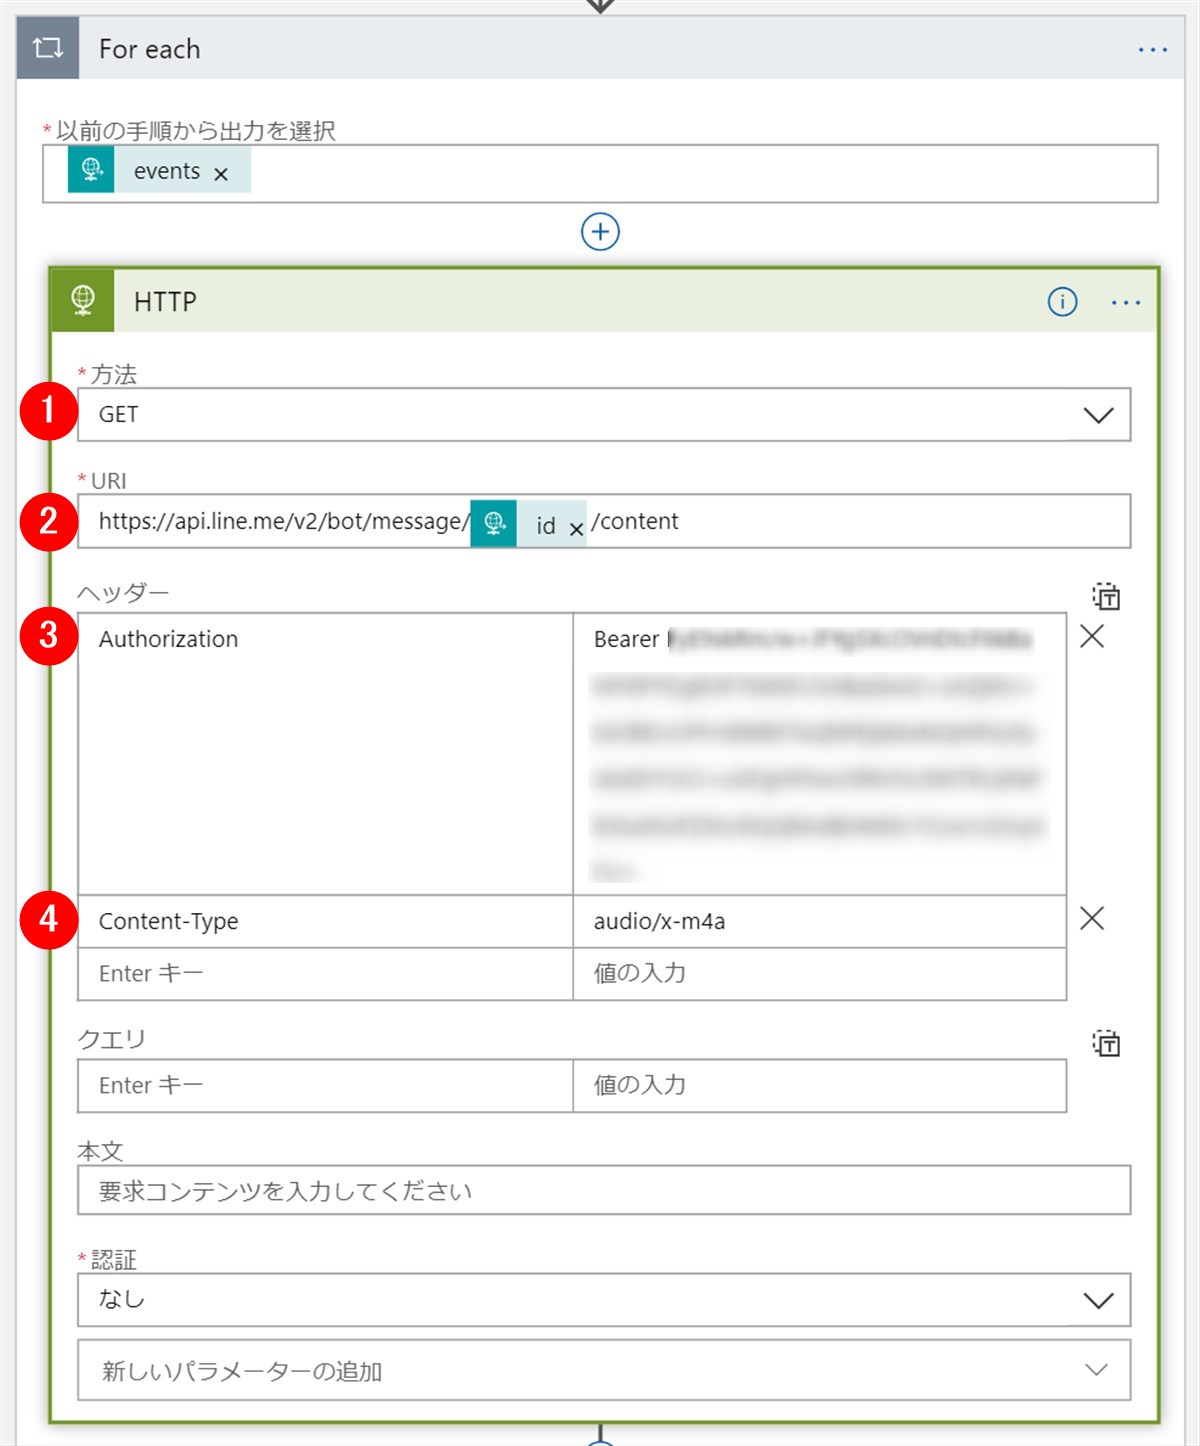 For each
* 以前の手順から出力を選択
events ×
HTTP
* 方法
1
GET
* URI
2
https://api.line.me/v2/bot/message/ id × /content
ヘッダー
3
Authorization Bearer
4
Content-Type audio/x-m4a
Enter キー 値の入力
クエリ
Enter キー 値の入力
本文
要求コンテンツを入力してください
* 認証
なし
新しいパラメーターの追加